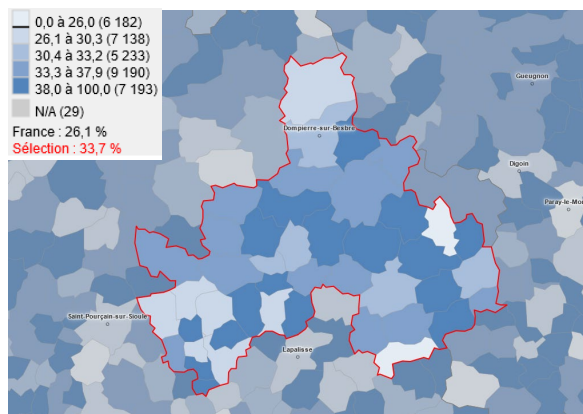 0,0 à 26,0 (6 182)
26,1 à 30,3 (7 138)
30,4 à 33,2 (5 233)
33,3 à 37,9 (9 190)
38,0 à 100,0 (7 193)
N/A (29)
France : 26,1 %
Sélection : 33,7 %
Gueugnon
Dompierre-sur-Besbre
Digoin
Paray-le-Mo
Saint-Pourçain-sur-Sioule
Lapalisse